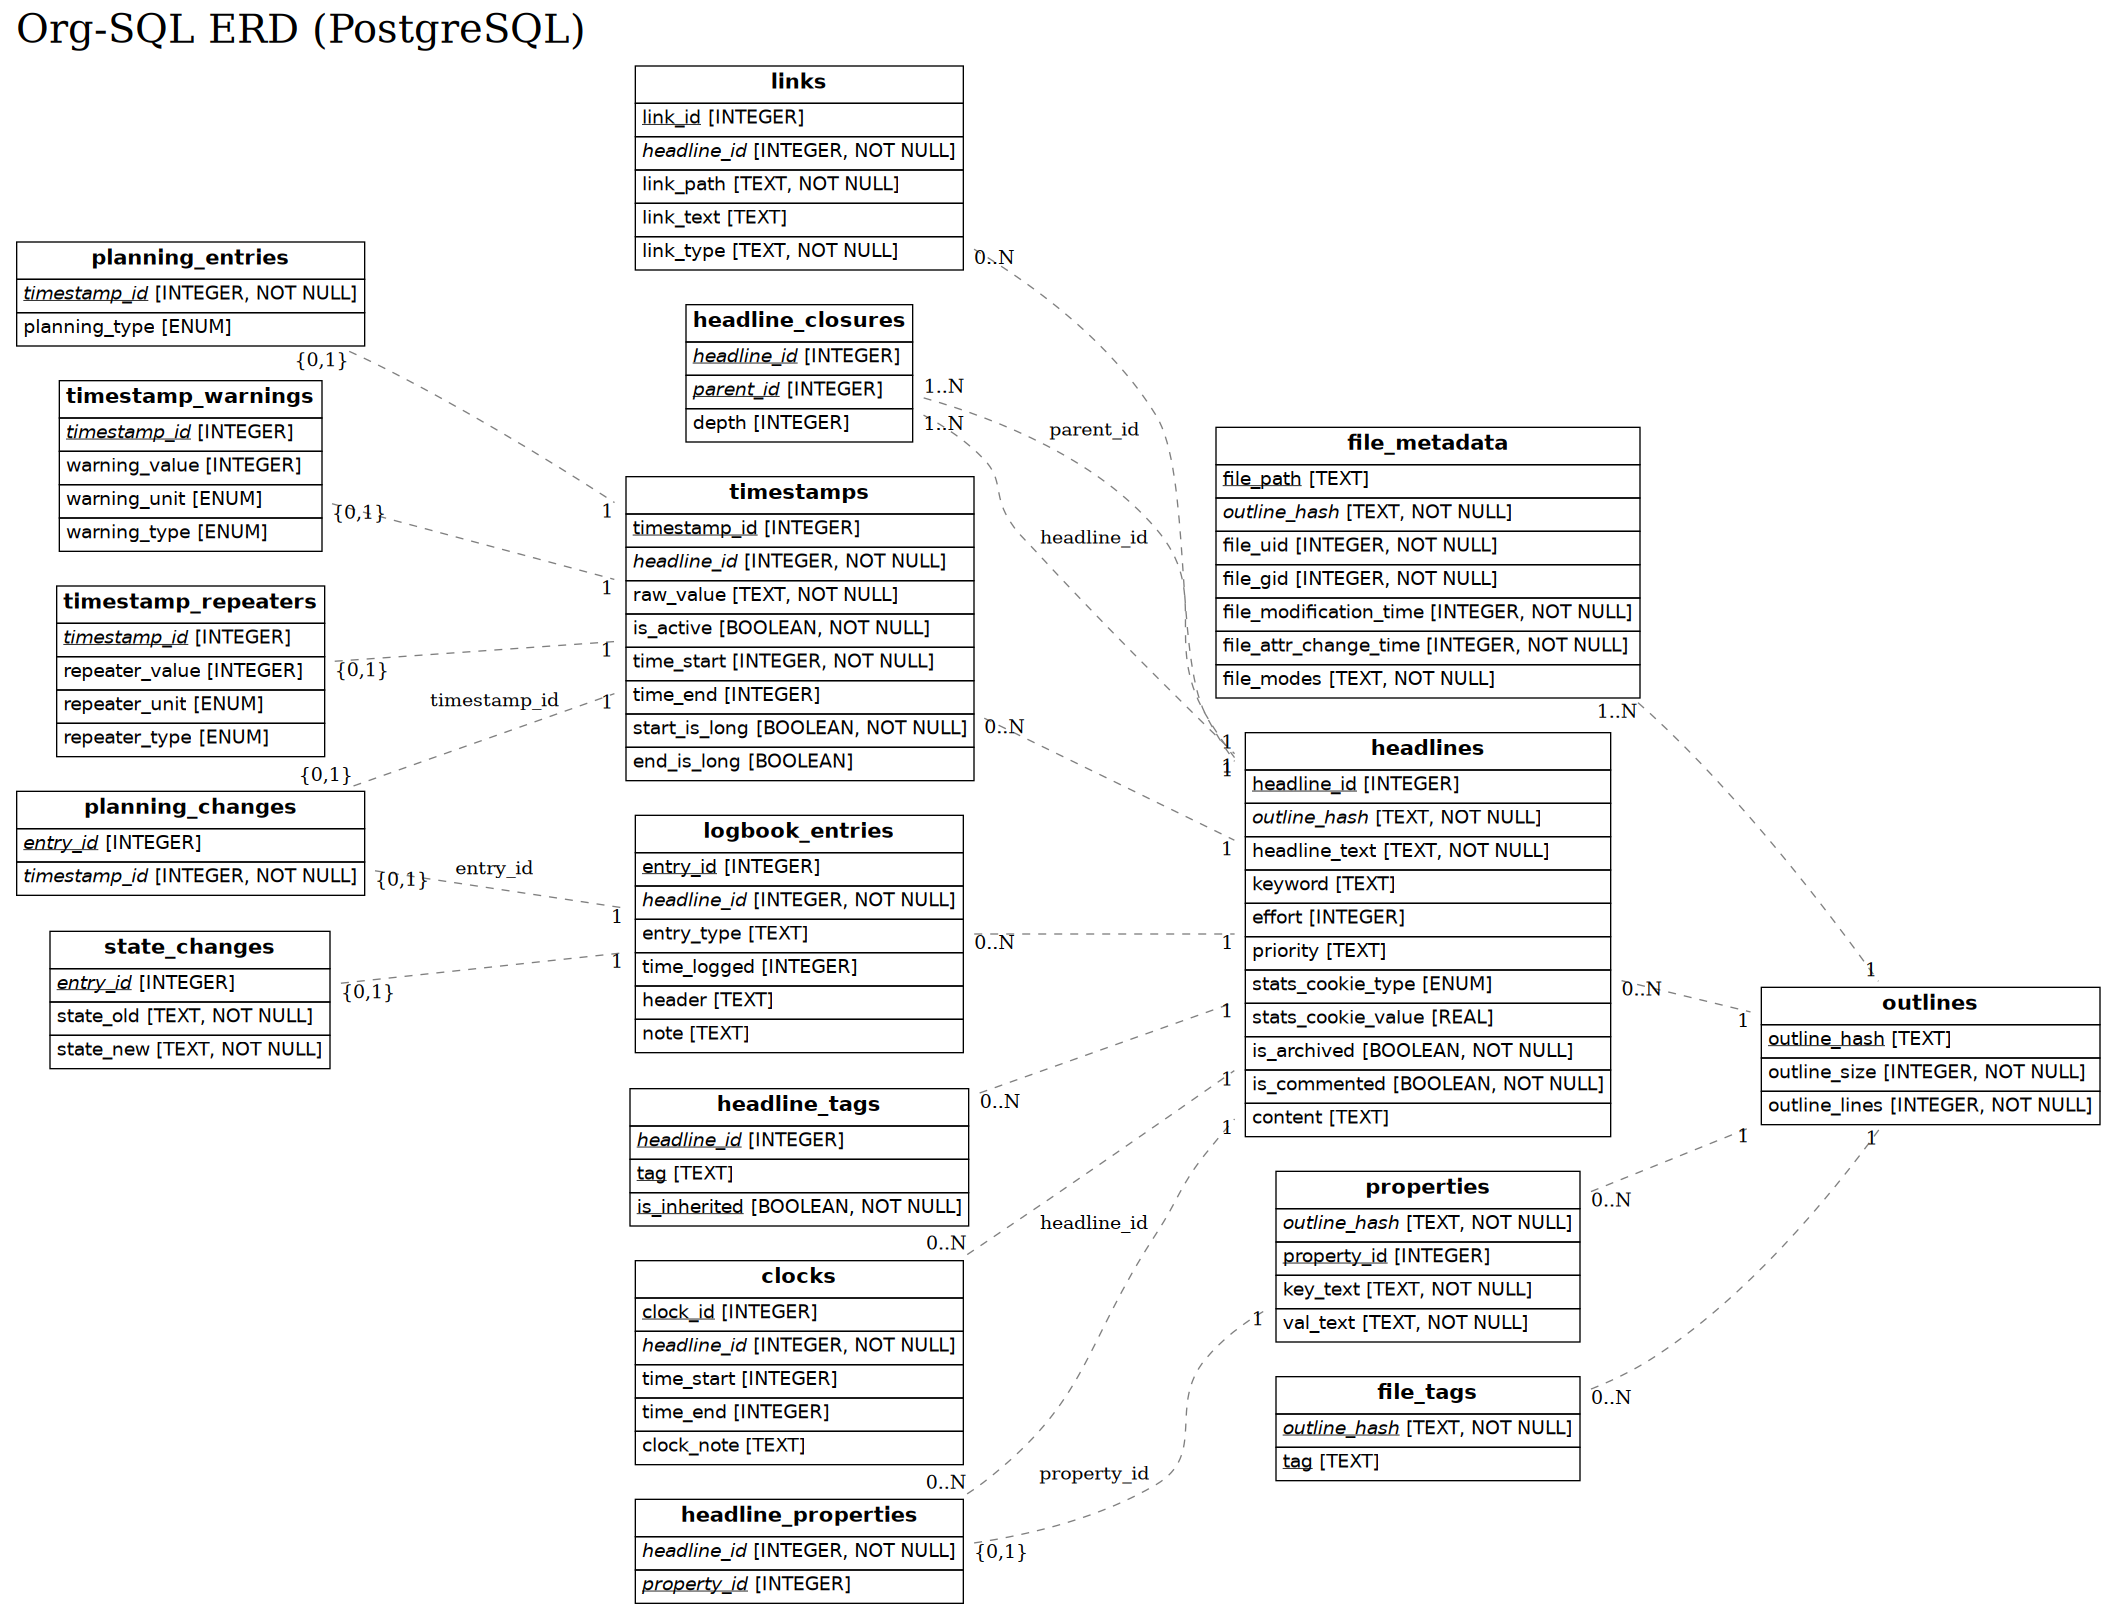 Org-SQL ERD (PostgreSQL)
links
link_id [INTEGER]
headline_id [INTEGER, NOT NULL]
link_path [TEXT, NOT NULL]
link_text [TEXT]
link_type [TEXT, NOT NULL]
0..N
planning_entries
timestamp_id [INTEGER, NOT NULL]
planning_type [ENUM]
{0,1}
headline_closures
headline_id [INTEGER]
parent_id [INTEGER]
depth [INTEGER]
1..N
1..N
parent_id
headline_id
timestamp_warnings
timestamp_id [INTEGER]
warning_value [INTEGER]
warning_unit [ENUM]
warning_type [ENUM]
{0,1}
timestamps
timestamp_id [INTEGER]
headline_id [INTEGER, NOT NULL]
raw_value [TEXT, NOT NULL]
is_active [BOOLEAN, NOT NULL]
time_start [INTEGER, NOT NULL]
time_end [INTEGER]
start_is_long [BOOLEAN, NOT NULL]
end_is_long [BOOLEAN]
1
1
1
1
0..N
timestamp_repeaters
timestamp_id [INTEGER]
repeater_value [INTEGER]
repeater_unit [ENUM]
repeater_type [ENUM]
{0,1}
timestamp_id
{0,1}
planning_changes
entry_id [INTEGER]
timestamp_id [INTEGER, NOT NULL]
{0,1}
entry_id
state_changes
entry_id [INTEGER]
state_old [TEXT, NOT NULL]
state_new [TEXT, NOT NULL]
{0,1}
logbook_entries
entry_id [INTEGER]
headline_id [INTEGER, NOT NULL]
entry_type [TEXT]
time_logged [INTEGER]
header [TEXT]
note [TEXT]
1
1
0..N
file_metadata
file_path [TEXT]
outline_hash [TEXT, NOT NULL]
file_uid [INTEGER, NOT NULL]
file_gid [INTEGER, NOT NULL]
file_modification_time [INTEGER, NOT NULL]
file_attr_change_time [INTEGER, NOT NULL]
file_modes [TEXT, NOT NULL]
1..N
headlines
headline_id [INTEGER]
outline_hash [TEXT, NOT NULL]
headline_text [TEXT, NOT NULL]
keyword [TEXT]
effort [INTEGER]
priority [TEXT]
stats_cookie_type [ENUM]
stats_cookie_value [REAL]
is_archived [BOOLEAN, NOT NULL]
is_commented [BOOLEAN, NOT NULL]
content [TEXT]
1
1
1
1
1
1
1
1
0..N
outlines
outline_hash [TEXT]
outline_size [INTEGER, NOT NULL]
outline_lines [INTEGER, NOT NULL]
1
1
1
1
headline_tags
headline_id [INTEGER]
tag [TEXT]
is_inherited [BOOLEAN, NOT NULL]
0..N
clocks
clock_id [INTEGER]
headline_id [INTEGER, NOT NULL]
time_start [INTEGER]
time_end [INTEGER]
clock_note [TEXT]
0..N
headline_id
properties
outline_hash [TEXT, NOT NULL]
property_id [INTEGER]
key_text [TEXT, NOT NULL]
val_text [TEXT, NOT NULL]
0..N
1
file_tags
outline_hash [TEXT, NOT NULL]
tag [TEXT]
0..N
property_id
headline_properties
headline_id [INTEGER, NOT NULL]
property_id [INTEGER]
0..N
{0,1}